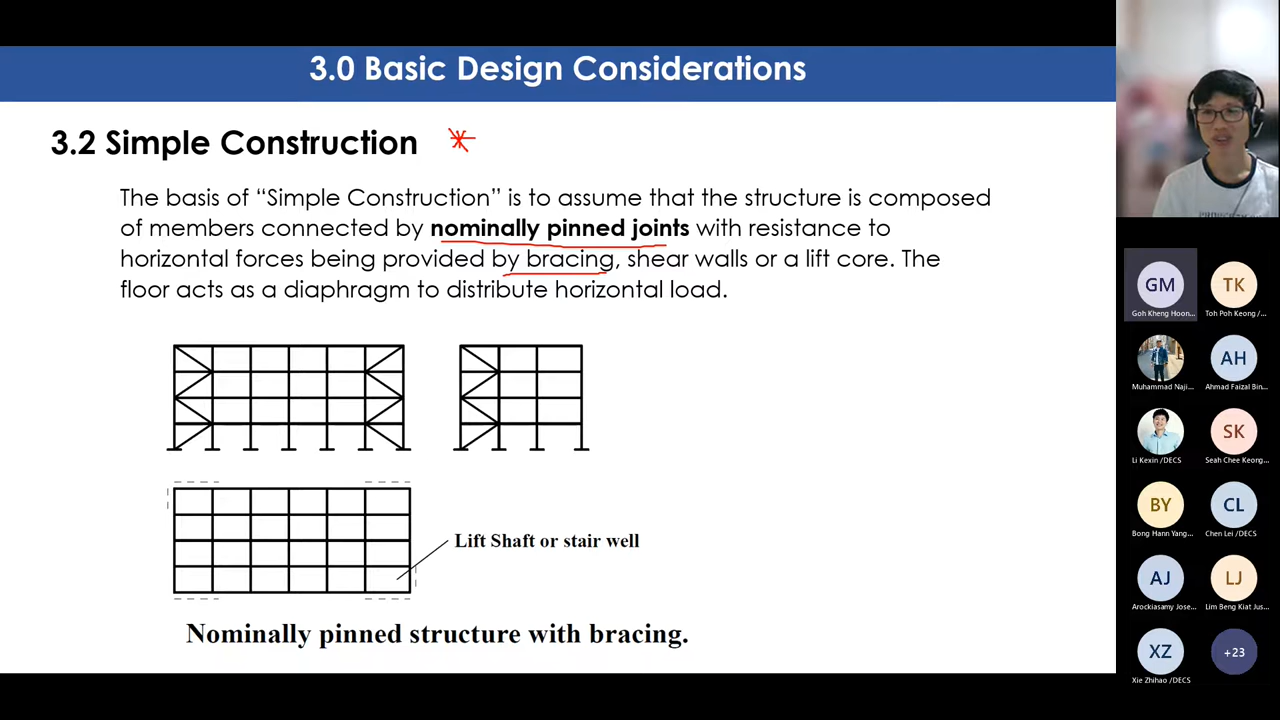 3.0 Basic Design Considerations
3.2 Simple Construction
The basis of “Simple Construction” is to assume that the structure is composed
of members connected by nominally pinned joints with resistance to
horizontal forces being provided by bracing, shear walls or a lift core. The
floor acts as a diaphragm to distribute horizontal load.
Lift Shaft or stair well
Nominally pinned structure with bracing.
GM
TK
Goh Kheng Hoon...
Toh Poh Keong /...
AH
Muhammad Naji...
Ahmad Faizal Bin...
SK
Li Kexin /DECS
Seah Chee Keong...
BY
CL
Bong Hann Yang...
Chen Lei /DECS
AJ
LJ
Arockiasamy Jose...
Lim Beng Kiat Jus...
XZ
+23
Xie Zhihao /DECS